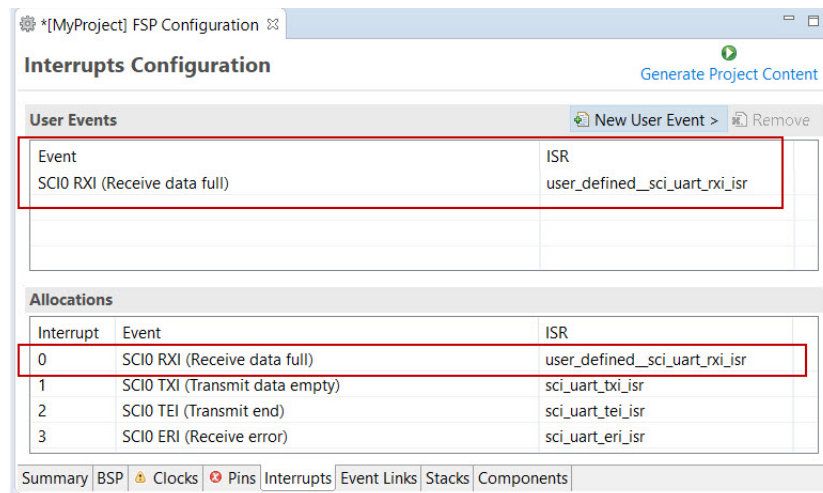 *[MyProject] FSP Configuration
Interrupts Configuration
Generate Project Content
User Events
New User Event > Remove
Event ISR
SCI0 RXI (Receive data full) user_defined__sci_uart_rxi_isr
Allocations
Interrupt Event ISR
0 SCI0 RXI (Receive data full) user_defined__sci_uart_rxi_isr
1 SCI0 TXI (Transmit data empty) sci_uart_txi_isr
2 SCI0 TEI (Transmit end) sci_uart_tei_isr
3 SCI0 ERI (Receive error) sci_uart_eri_isr
Summary BSP Clocks Pins Interrupts Event Links Stacks Components